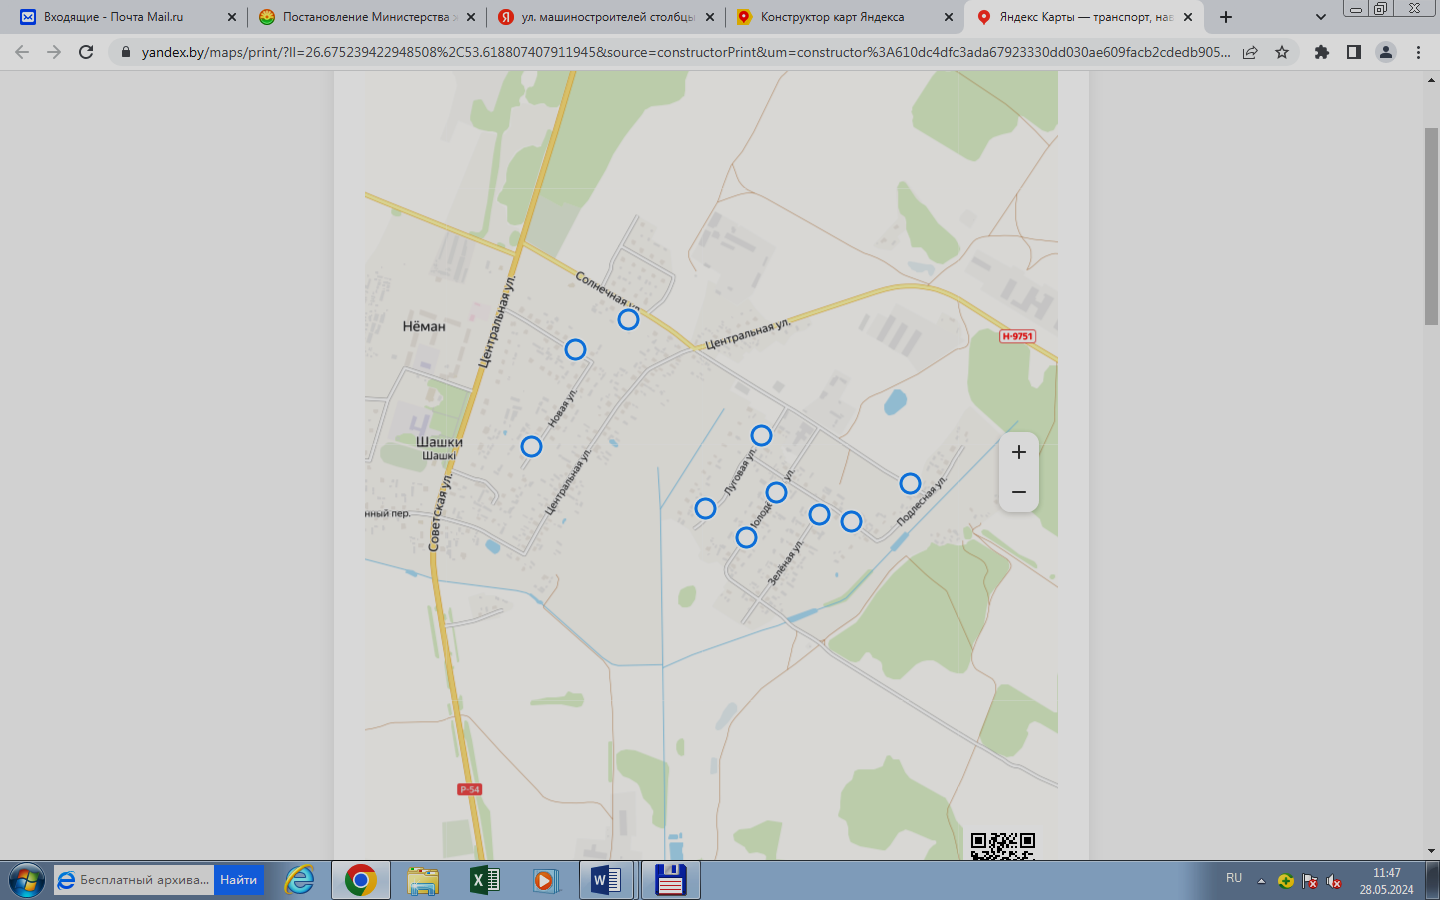 Входящие - Почта Mail.ru
Постановление Министерства
ул. машиностроителей столбцы
Конструктор карт Яндекса
Яндекс Карты — транспорт, нав
yandex.by/maps/print/?ll=26.675239422948508%2C53.618807407911945&source=constructorPrint&um=constructor%3A610dc4dfc3ada67923330dd030ae609facb2cdedb905...
Солнечная ул.
Центральная ул.
Нёман
Центральная ул.
Н-9751
Новая ул.
Шашки
Шашкі
Центральная ул.
Луговая ул.
ул.
Советская ул.
нный пер.
Подлесная ул.
Зелёная ул.
+
−
Р-54
Бесплатный архива...
Найти
RU
11:47
28.05.2024